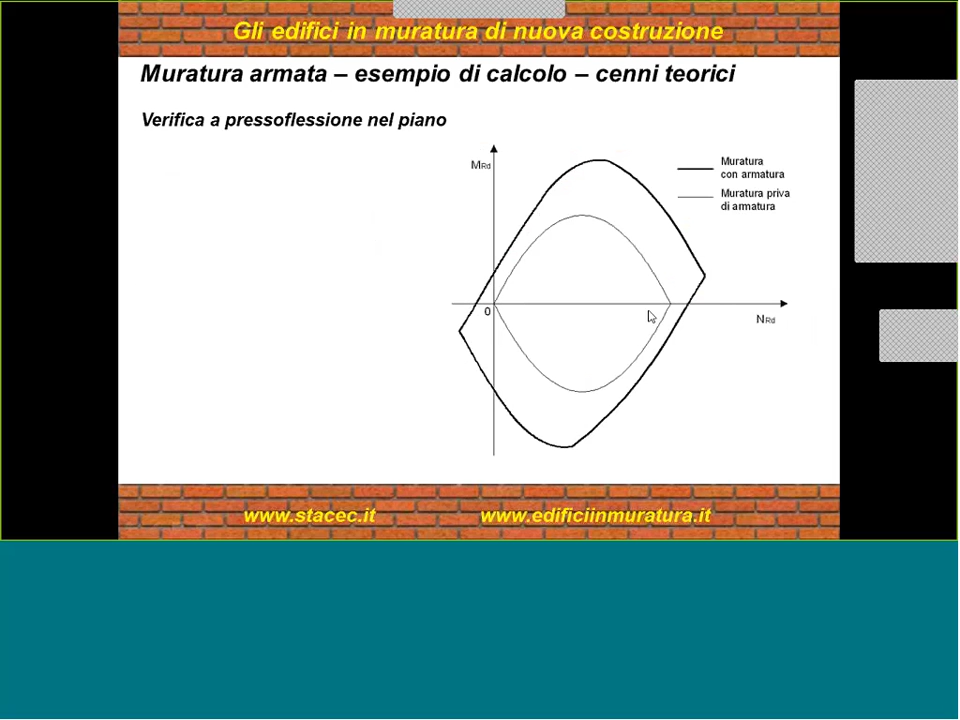 Gli edifici in muratura di nuova costruzione
Muratura armata – esempio di calcolo – cenni teorici
Verifica a pressoflessione nel piano
MRd
Muratura
con armatura
Muratura priva
di armatura
0
NRd
www.stacec.it
www.edificiinmuratura.it